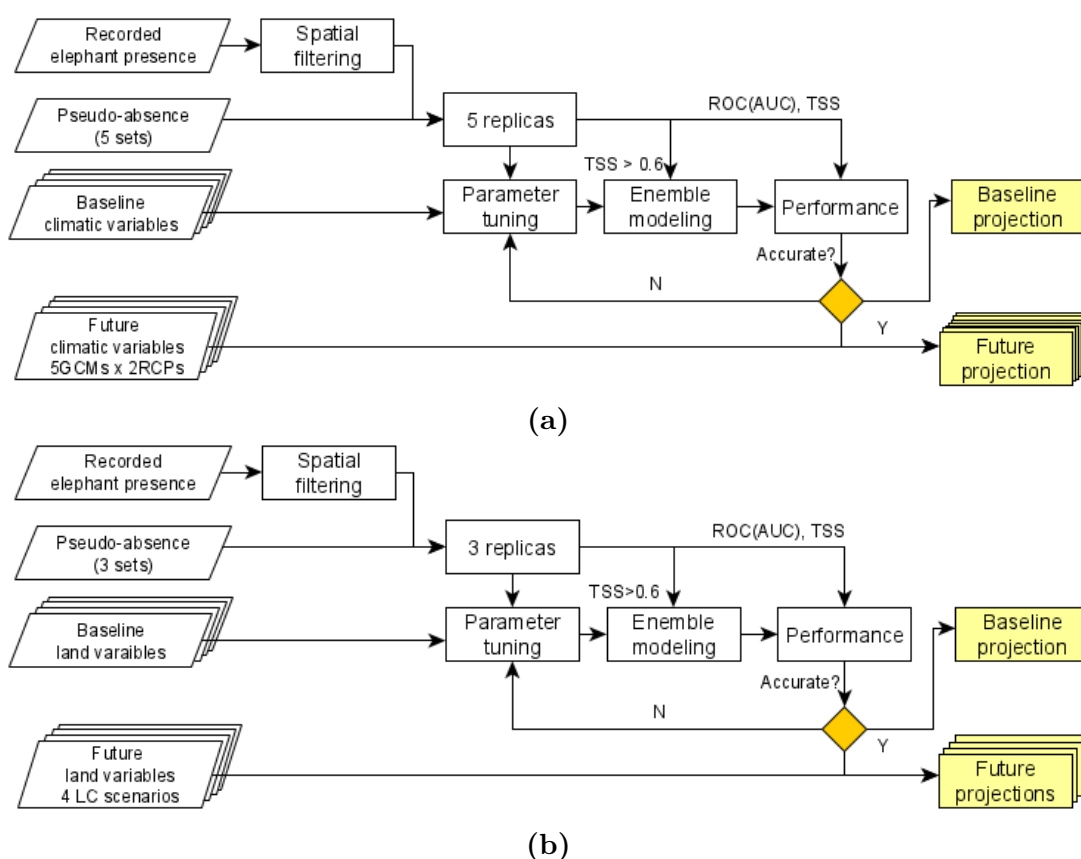 Recorded
elephant presence
Spatial
filtering
Pseudo-absence
(5 sets)
5 replicas
ROC(AUC), TSS
TSS > 0.6
Baseline
climatic variables
Parameter
tuning
Enemble
modeling
Performance
Baseline
projection
Accurate?
N
Y
Future
climatic variables
5GCMs x 2RCPs
Future
projection
(a)
Recorded
elephant presence
Spatial
filtering
Pseudo-absence
(3 sets)
3 replicas
ROC(AUC), TSS
TSS>0.6
Baseline
land varaibles
Parameter
tuning
Enemble
modeling
Performance
Baseline
projection
Accurate?
N
Y
Future
land variables
4 LC scenarios
Future
projections
(b)